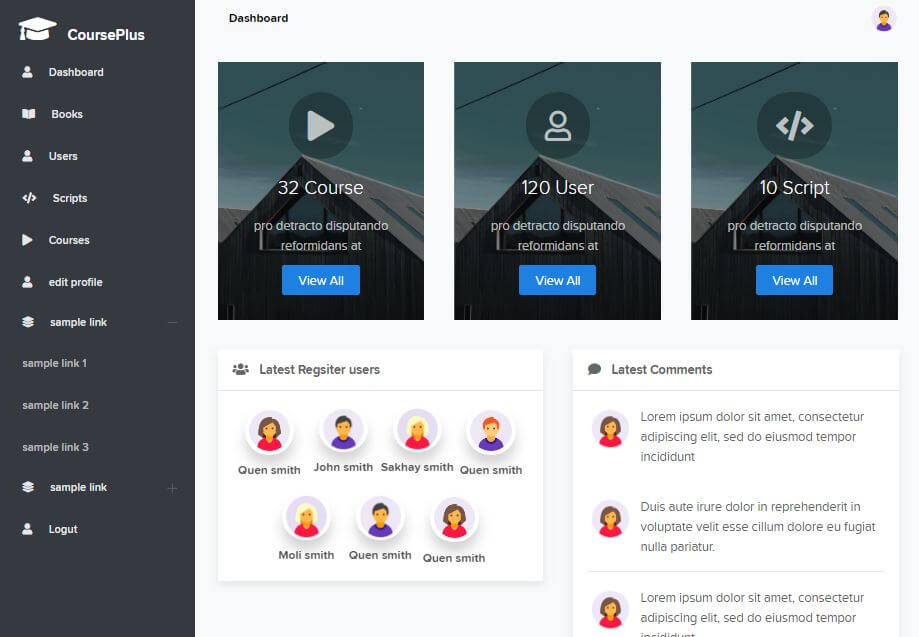 CoursePlus
Dashboard
Books
Users
Scripts
Courses
edit profile
sample link
sample link 1
sample link 2
sample link 3
sample link
Logut
Dashboard
32 Course
pro detracto disputando
reformidans at
View All
120 User
pro detracto disputando
reformidans at
View All
10 Script
pro detracto disputando
reformidans at
View All
Latest Regsiter users
Quen smith
John smith
Sakhay smith
Quen smith
Moli smith
Quen smith
Quen smith
Latest Comments
Lorem ipsum dolor sit amet, consectetur
adipiscing elit, sed do eiusmod tempor
incididunt
Duis aute irure dolor in reprehenderit in
voluptate velit esse cillum dolore eu fugiat
nulla pariatur.
Lorem ipsum dolor sit amet, consectetur
adipiscing elit, sed do eiusmod tempor
incididunt